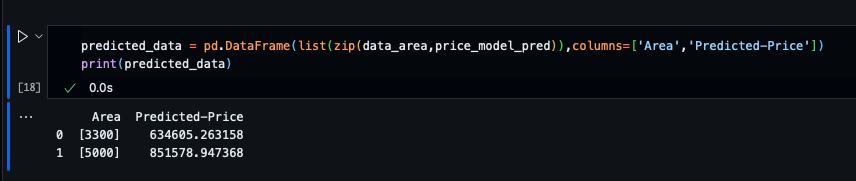 predicted_data = pd.DataFrame(list(zip(data_area,price_model_pred)),columns=['Area','Predicted-Price'])
print(predicted_data)
[18]
0.0s
...
Area Predicted-Price
0 [3300] 634605.263158
1 [5000] 851578.947368